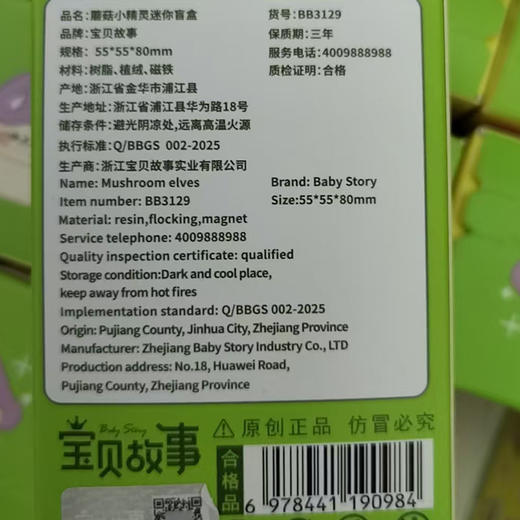 品名:蘑菇小精灵迷你盲盒 货号:BB3129
品牌:宝贝故事 保质期:三年
规格:55*55*80mm 服务电话:4009888988
材料:树脂、植绒、磁铁 质检证明:合格
产地:浙江省金华市浦江县
生产地址:浙江省浦江县华为路18号
储存条件:避光阴凉处,远离高温火源
执行标准:Q/BBGS 002-2025
生产商:浙江宝贝故事实业有限公司
Name: Mushroom elves Brand: Baby Story
Item number: BB3129 Size:55*55*80mm
Material: resin,flocking,magnet
Service telephone: 4009888988
Quality inspection certificate: qualified
Storage condition:Dark and cool place,
keep away from hot fires
Implementation standard: Q/BBGS 002-2025
Origin: Pujiang County, Jinhua City, Zhejiang Province
Manufacturer: Zhejiang Baby Story Industry Co., LTD
Production address: No.18, Huawei Road,
Pujiang County, Zhejiang Province
Baby Story
宝贝故事
原创正品 仿冒必究
合格品
6 978441 190984